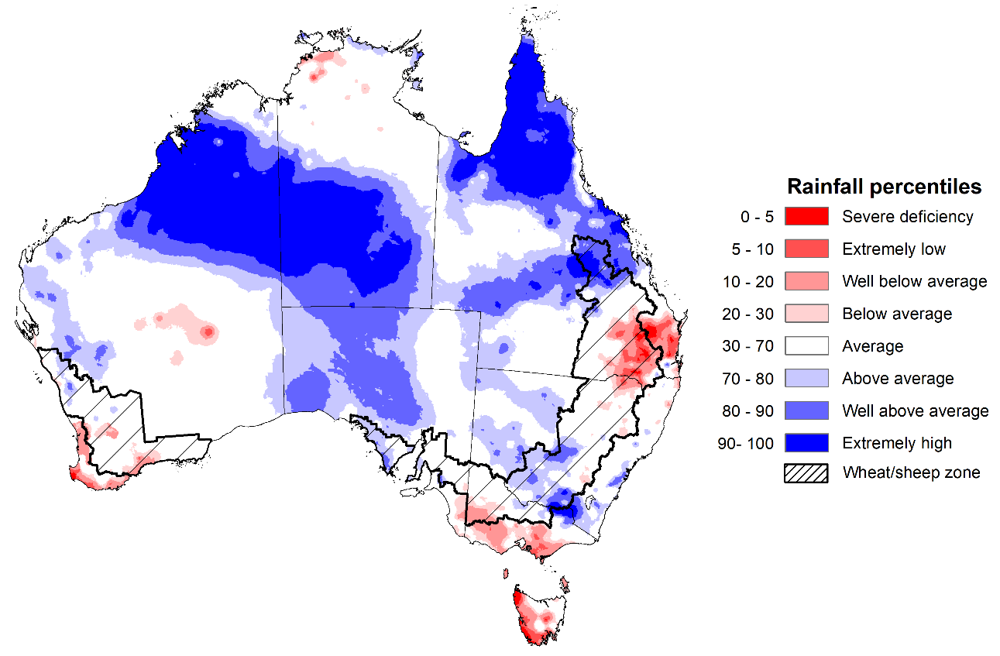 Rainfall percentiles
0 - 5 Severe deficiency
5 - 10 Extremely low
10 - 20 Well below average
20 - 30 Below average
30 - 70 Average
70 - 80 Above average
80 - 90 Well above average
90- 100 Extremely high
Wheat/sheep zone